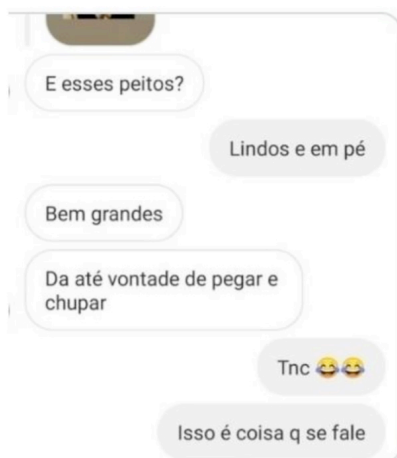 E esses peitos?
Lindos e em pé
Bem grandes
Da até vontade de pegar e
chupar
Tnc 😂😂
Isso é coisa q se fale